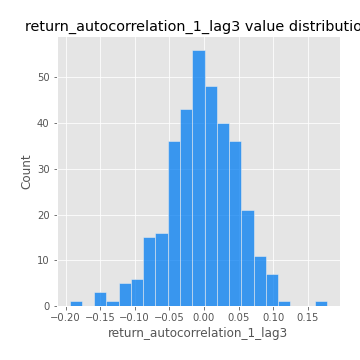 return_autocorrelation_1_lag3 value distributio
50
40
30
20
10
0
Count
−0.20 −0.15 −0.10 −0.05 0.00 0.05 0.10 0.15
return_autocorrelation_1_lag3